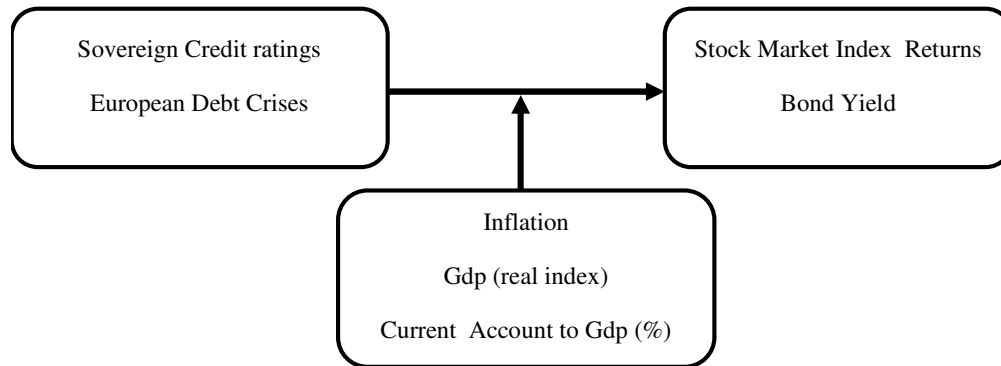 Sovereign Credit ratings
European Debt Crises
Stock Market Index Returns
Bond Yield
Inflation
Gdp (real index)
Current Account to Gdp (%)